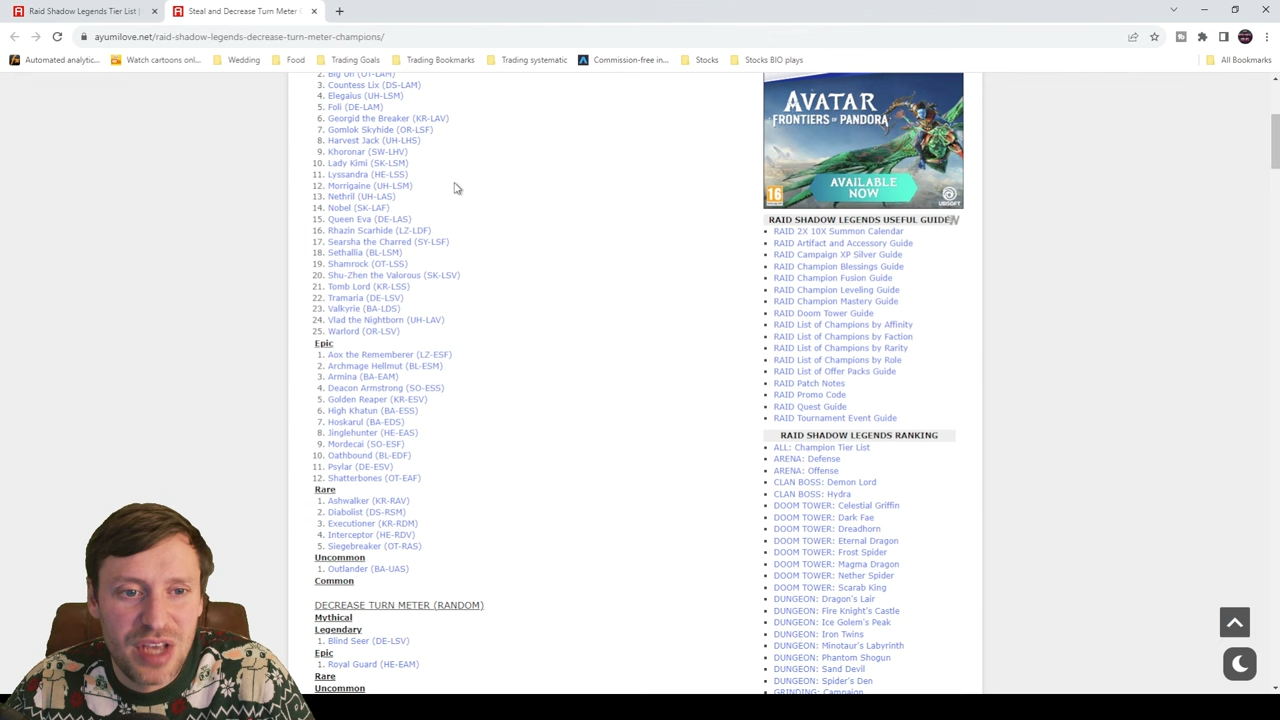 Raid Shadow Legends Tier List |
Steal and Decrease Turn Meter C
ayumilove.net/raid-shadow-legends-decrease-turn-meter-champions/
Automated analytic...
Watch cartoons onl...
Wedding
Food
Trading Goals
Trading Bookmarks
Trading systematic
Commission-free in...
Stocks
Stocks BIO plays
All Bookmarks
2. Big Un (OT-LAM)
3. Countess Lix (DS-LAM)
4. Elegaius (UH-LSM)
5. Foli (DE-LAM)
6. Georgid the Breaker (KR-LAV)
7. Gomlok Skyhide (OR-LSF)
8. Harvest Jack (UH-LHS)
9. Khoronar (SW-LHV)
10. Lady Kimi (SK-LSM)
11. Lyssandra (HE-LSS)
12. Morrigaine (UH-LSM)
13. Nethril (UH-LAS)
14. Nobel (SK-LAF)
15. Queen Eva (DE-LAS)
16. Rhazin Scarhide (LZ-LDF)
17. Searsha the Charred (SY-LSF)
18. Sethallia (BL-LSM)
19. Shamrock (OT-LSS)
20. Shu-Zhen the Valorous (SK-LSV)
21. Tomb Lord (KR-LSS)
22. Tramaria (DE-LSV)
23. Valkyrie (BA-LDS)
24. Vlad the Nightborn (UH-LAV)
25. Warlord (OR-LSV)
Epic
1. Aox the Rememberer (LZ-ESF)
2. Archmage Hellmut (BL-ESM)
3. Armina (BA-EAM)
4. Deacon Armstrong (SO-ESS)
5. Golden Reaper (KR-ESV)
6. High Khatun (BA-ESS)
7. Hoskarul (BA-EDS)
8. Jinglehunter (HE-EAS)
9. Mordecai (SO-ESF)
10. Oathbound (BL-EDF)
11. Psylar (DE-ESV)
12. Shatterbones (OT-EAF)
Rare
1. Ashwalker (KR-RAV)
2. Diabolist (DS-RSM)
3. Executioner (KR-RDM)
4. Interceptor (HE-RDV)
5. Siegebreaker (OT-RAS)
Uncommon
1. Outlander (BA-UAS)
Common
DECREASE TURN METER (RANDOM)
Mythical
Legendary
1. Blind Seer (DE-LSV)
Epic
1. Royal Guard (HE-EAM)
Rare
Uncommon
AVATAR
FRONTIERS OF PANDORA
AVAILABLE
NOW
16
UBISOFT
RAID SHADOW LEGENDS USEFUL GUIDE
RAID 2X 10X Summon Calendar
RAID Artifact and Accessory Guide
RAID Campaign XP Silver Guide
RAID Champion Blessings Guide
RAID Champion Fusion Guide
RAID Champion Leveling Guide
RAID Champion Mastery Guide
RAID Doom Tower Guide
RAID List of Champions by Affinity
RAID List of Champions by Faction
RAID List of Champions by Rarity
RAID List of Champions by Role
RAID List of Offer Packs Guide
RAID Patch Notes
RAID Promo Code
RAID Quest Guide
RAID Tournament Event Guide
RAID SHADOW LEGENDS RANKING
ALL: Champion Tier List
ARENA: Defense
ARENA: Offense
CLAN BOSS: Demon Lord
CLAN BOSS: Hydra
DOOM TOWER: Celestial Griffin
DOOM TOWER: Dark Fae
DOOM TOWER: Dreadhorn
DOOM TOWER: Eternal Dragon
DOOM TOWER: Frost Spider
DOOM TOWER: Magma Dragon
DOOM TOWER: Nether Spider
DOOM TOWER: Scarab King
DUNGEON: Dragon's Lair
DUNGEON: Fire Knight's Castle
DUNGEON: Ice Golem's Peak
DUNGEON: Iron Twins
DUNGEON: Minotaur's Labyrinth
DUNGEON: Phantom Shogun
DUNGEON: Sand Devil
DUNGEON: Spider's Den
GRINDING: Campaign